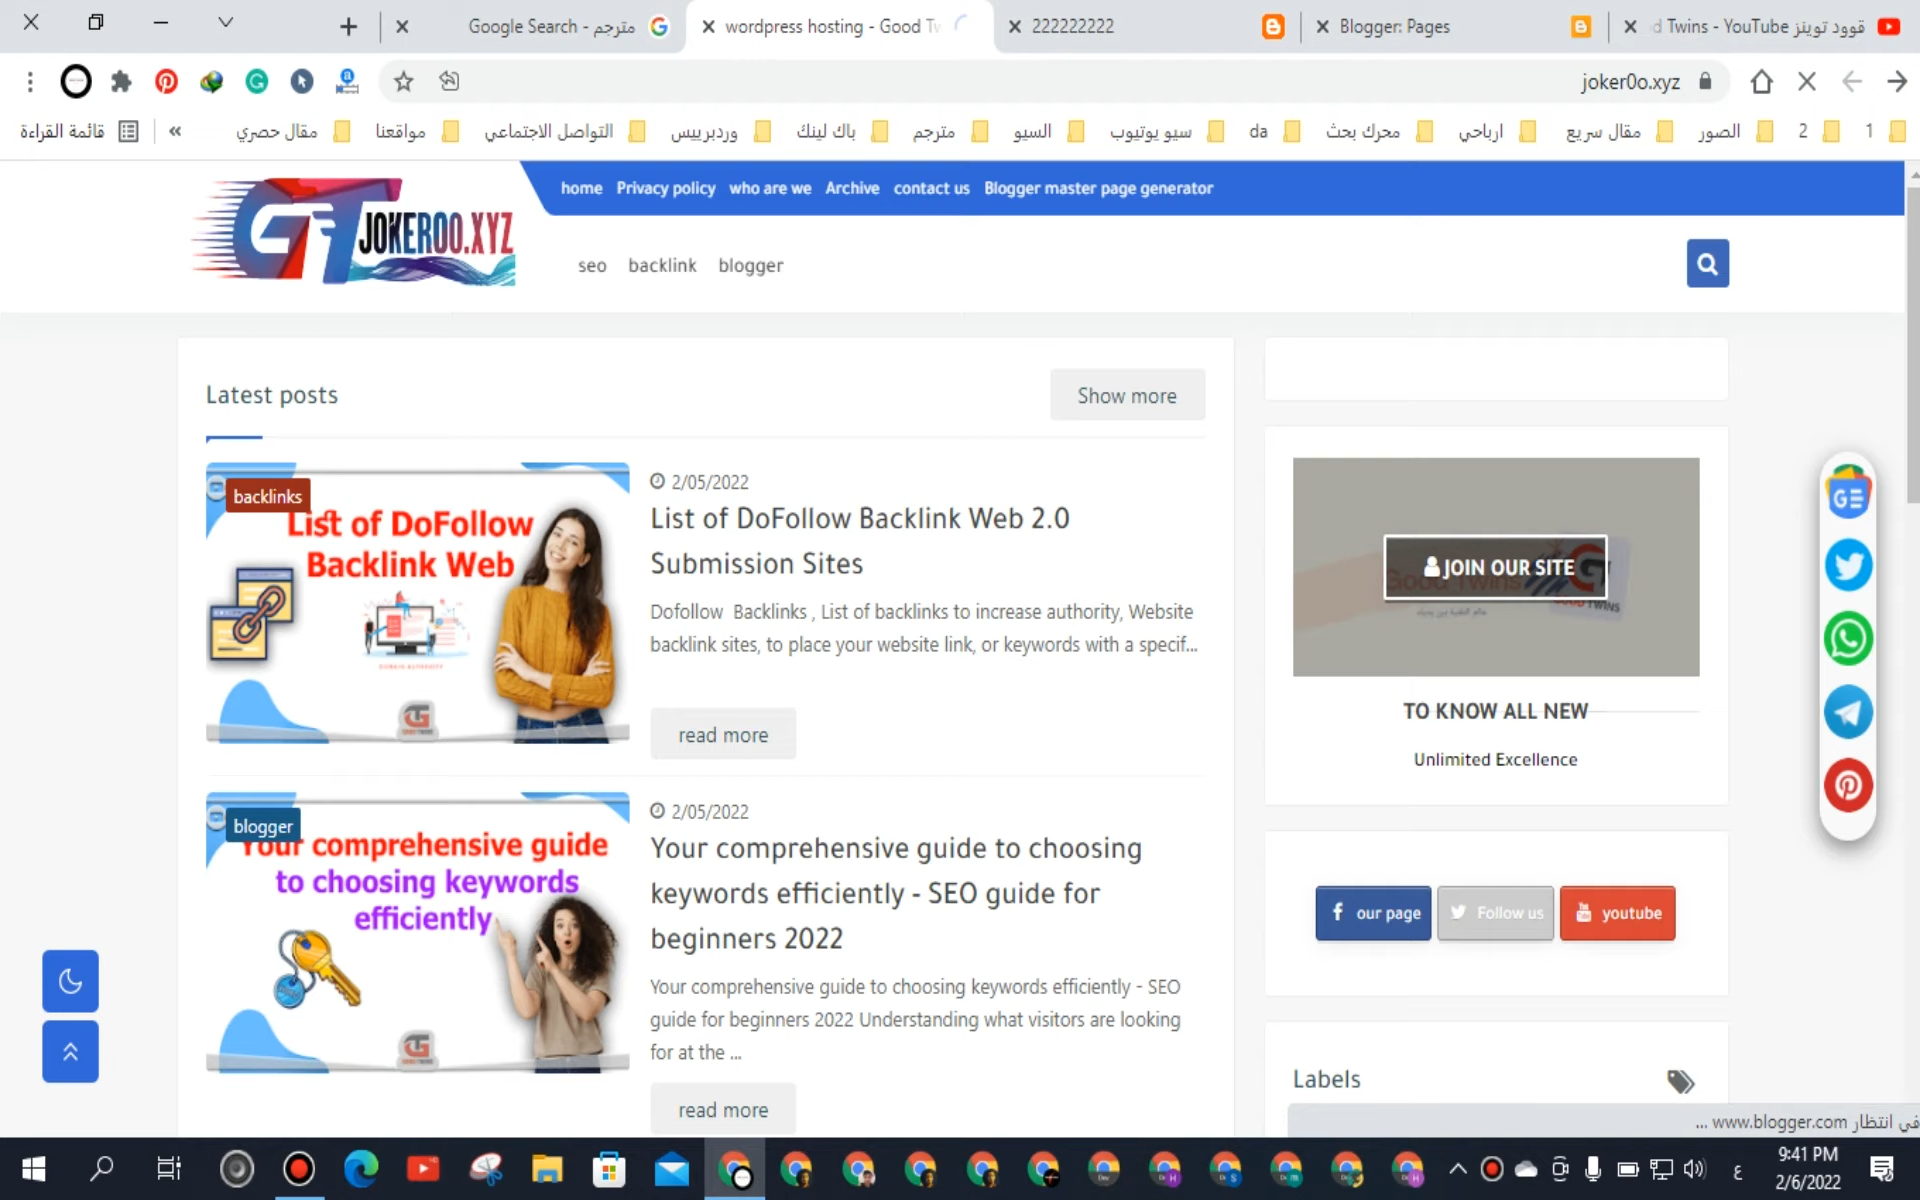 Google Search - مترجم
wordpress hosting - Good Tw
222222222
Blogger: Pages
d Twins - YouTube قوود توينز
joker0o.xyz
قائمة القراءة
«
مقال حصري
مواقعنا
التواصل الاجتماعي
وردبرييس
باك لينك
مترجم
السيو
سيو يوتيوب
da
محرك بحث
ارباحي
مقال سريع
الصور
2
1
GT JOKEROO.XYZ
home Privacy policy who are we Archive contact us Blogger master page generator
seo backlink blogger
Latest posts
Show more
backlinks
List of DoFollow
Backlink Web
DOMAIN AUTHORITY
2/05/2022
List of DoFollow Backlink Web 2.0
Submission Sites
Dofollow Backlinks , List of backlinks to increase authority, Website
backlink sites, to place your website link, or keywords with a specif...
read more
blogger
Your comprehensive guide
to choosing keywords
efficiently
2/05/2022
Your comprehensive guide to choosing
keywords efficiently - SEO guide for
beginners 2022
Your comprehensive guide to choosing keywords efficiently - SEO
guide for beginners 2022 Understanding what visitors are looking
for at the ...
read more
JOIN OUR SITE
Good Twins
TO KNOW ALL NEW
Unlimited Excellence
GE
our page
Follow us
youtube
Labels
في انتظار www.blogger.com ...
ع
9:41 PM
2/6/2022